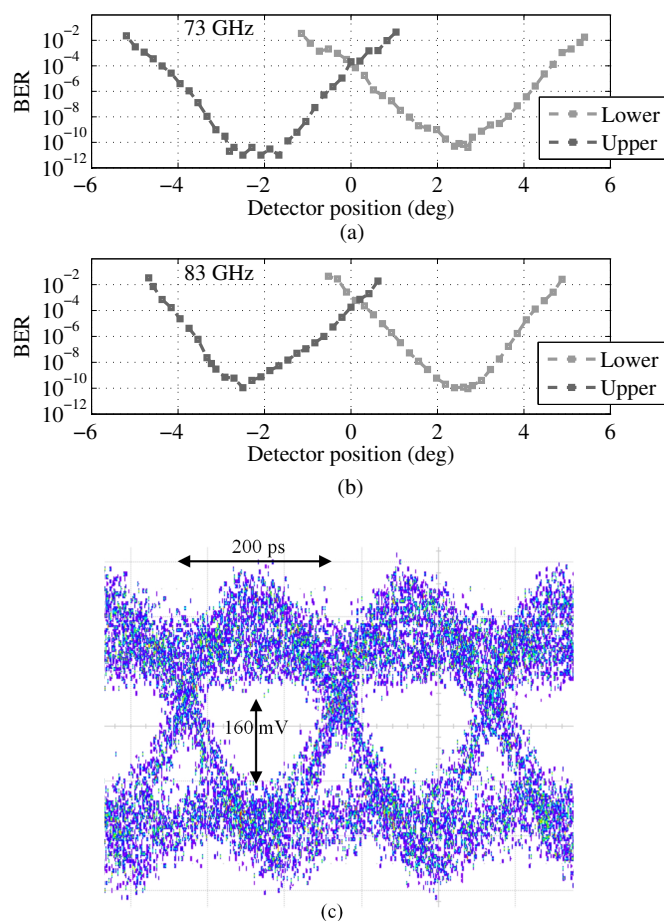 73 GHz
10^-2
10^-4
10^-6
10^-8
10^-10
10^-12
BER
Lower
Upper
−6 −4 −2 0 2 4 6
Detector position (deg)
(a)
83 GHz
10^-2
10^-4
10^-6
10^-8
10^-10
10^-12
BER
Lower
Upper
−6 −4 −2 0 2 4 6
Detector position (deg)
(b)
200 ps
160 mV
(c)